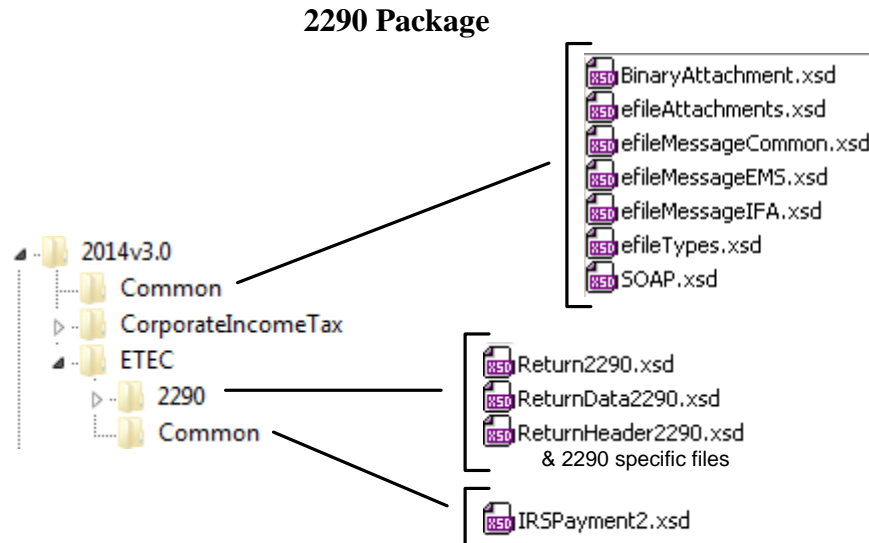 2290 Package
BinaryAttachment.xsd
efileAttachments.xsd
efileMessageCommon.xsd
efileMessageEMS.xsd
efileMessageIFA.xsd
efileTypes.xsd
SOAP.xsd
2014v3.0
Common
CorporateIncomeTax
ETEC
2290
Common
Return2290.xsd
ReturnData2290.xsd
ReturnHeader2290.xsd
& 2290 specific files
IRSPayment2.xsd